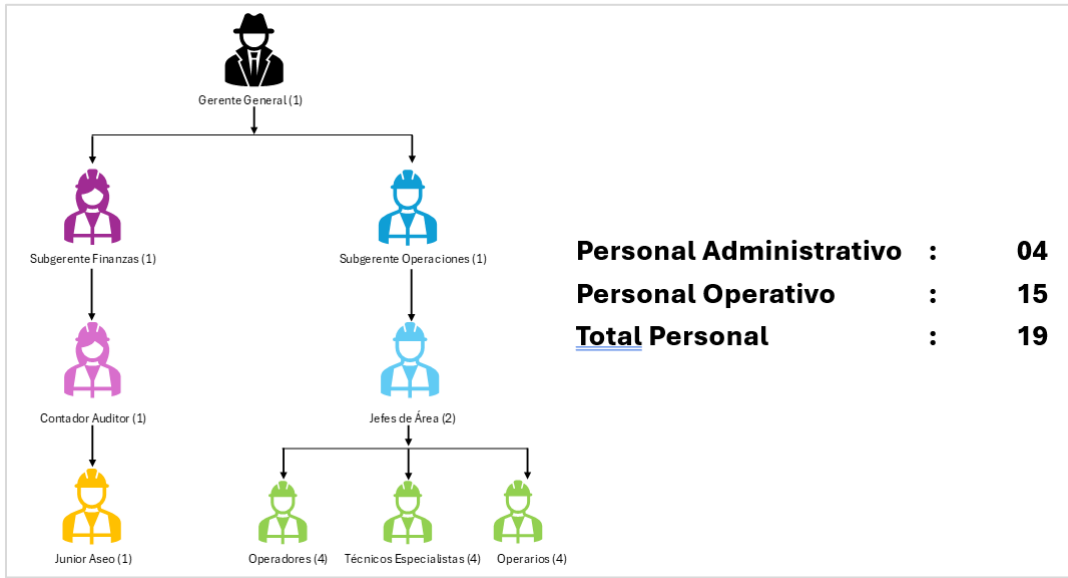 Gerente General (1)
Subgerente Finanzas (1)
Subgerente Operaciones (1)
Contador Auditor (1)
Jefes de Área (2)
Junior Aseo (1)
Operadores (4)
Técnicos Especialistas (4)
Operarios (4)
Personal Administrativo : 04
Personal Operativo : 15
Total Personal : 19